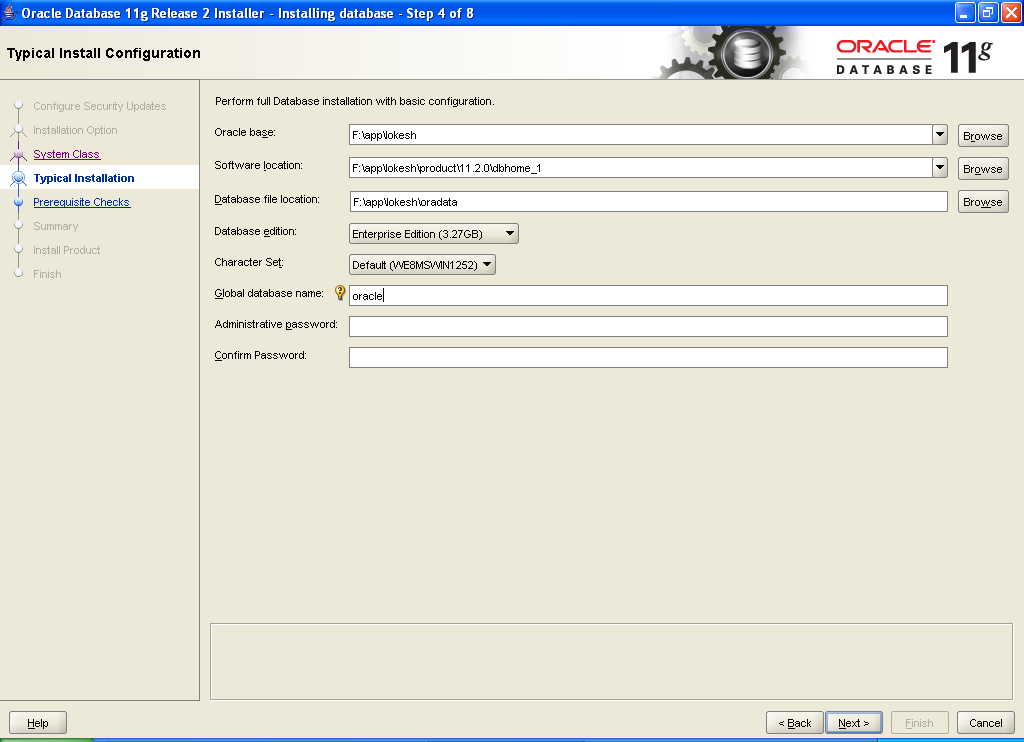 Oracle Database 11g Release 2 Installer - Installing database - Step 4 of 8
Typical Install Configuration
ORACLE® 11g
DATABASE
Configure Security Updates
Installation Option
System Class
Typical Installation
Prerequisite Checks
Summary
Install Product
Finish
Perform full Database installation with basic configuration.
Oracle base: F:\app\lokesh Browse
Software location: F:\app\lokesh\product\11.2.0\dbhome_1 Browse
Database file location: F:\app\lokesh\oradata Browse
Database edition: Enterprise Edition (3.27GB)
Character Set: Default (WE8MSWIN1252)
Global database name: oracle
Administrative password:
Confirm Password:
Help < Back Next > Finish Cancel